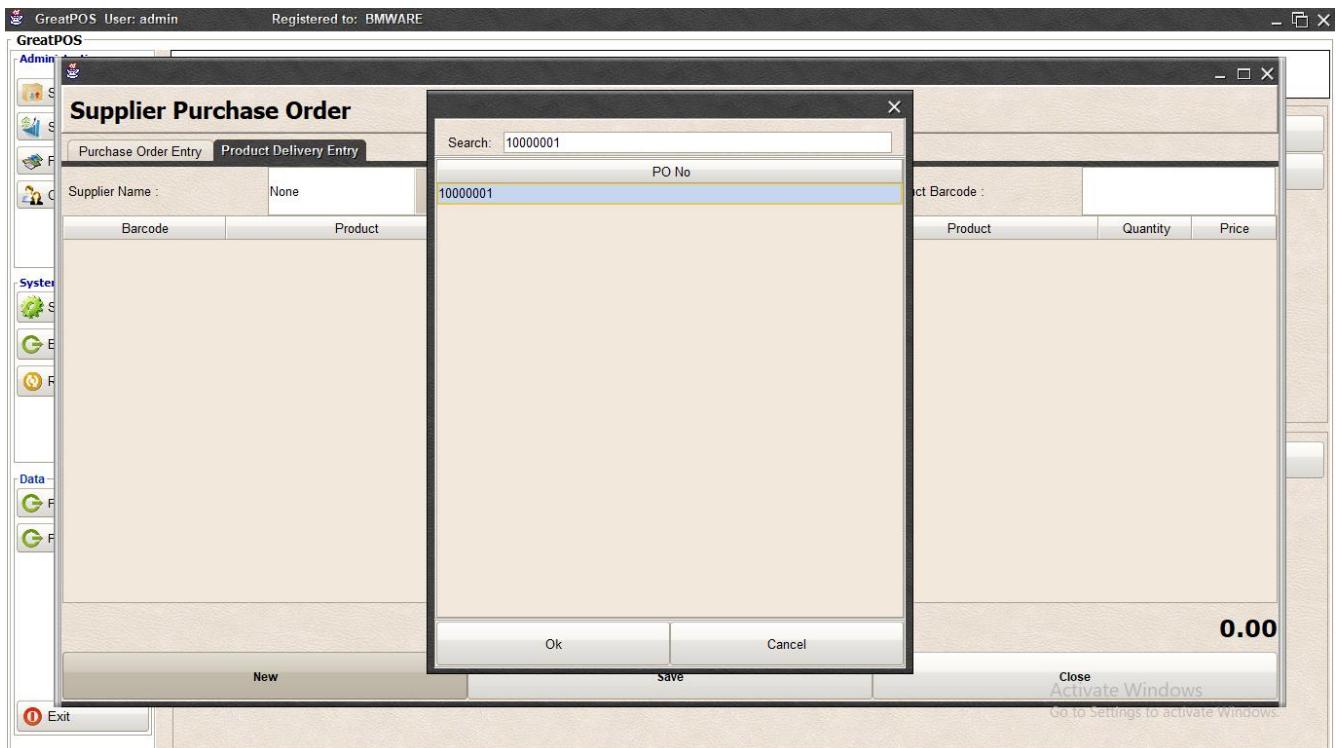 GreatPOS User: admin Registered to: BMWARE
GreatPOS
Supplier Purchase Order
Purchase Order Entry Product Delivery Entry
Search: 10000001
PO No
10000001
Supplier Name : None
Barcode :
Barcode Product
Product Quantity Price
System
Data
0.00
Ok Cancel
New Save Close
Exit
Activate Windows
Go to Settings to activate Windows.